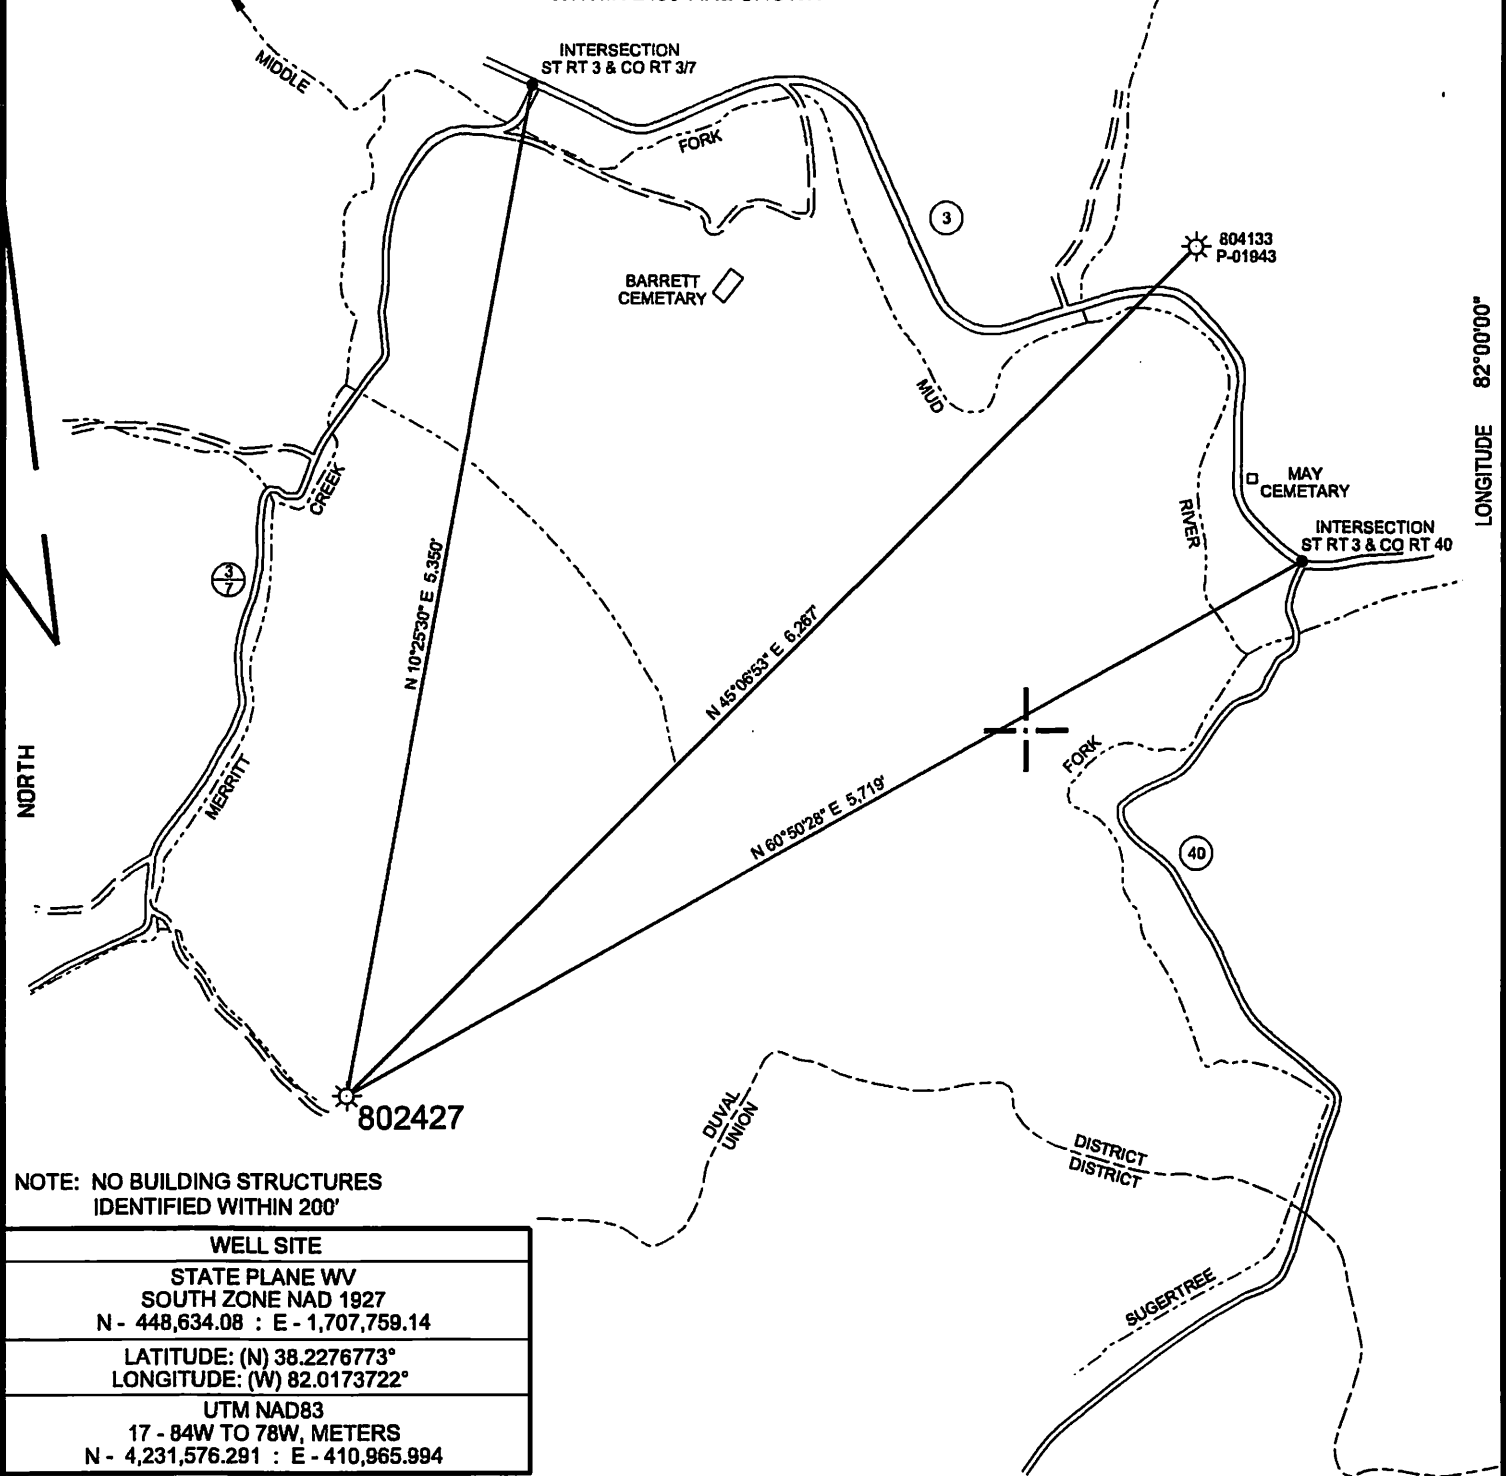 MIDDLE
INTERSECTION
ST RT 3 & CO RT 3/7
FORK
3
804133
P-01943
BARRETT
CEMETARY
MUD
LONGITUDE 82°00'00"
MAY
CEMETARY
CREEK
RIVER
INTERSECTION
ST RT 3 & CO RT 40
3
7
N 10°25'30" E 5,350'
N 45°06'53" E 6,267'
NORTH
MERRITT
FORK
N 60°50'28" E 5,719'
40
802427
DUVAL
UNION
DISTRICT
DISTRICT
NOTE: NO BUILDING STRUCTURES
IDENTIFIED WITHIN 200'
SUGERTREE
WELL SITE
STATE PLANE WV
SOUTH ZONE NAD 1927
N - 448,634.08 : E - 1,707,759.14
LATITUDE: (N) 38.2276773°
LONGITUDE: (W) 82.0173722°
UTM NAD83
17 - 84W TO 78W, METERS
N - 4,231,576.291 : E - 410,965.994